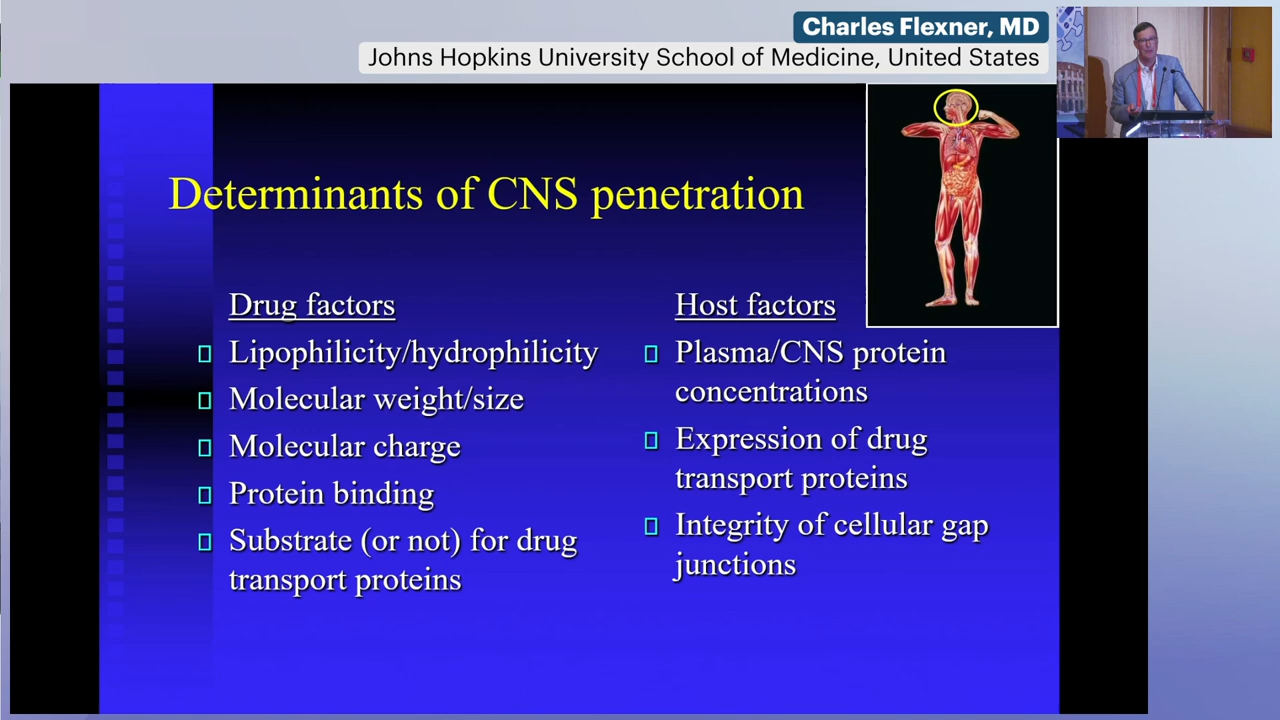 Charles Flexner, MD
Johns Hopkins University School of Medicine, United States
Determinants of CNS penetration
Drug factors
Lipophilicity/hydrophilicity
Molecular weight/size
Molecular charge
Protein binding
Substrate (or not) for drug
transport proteins
Host factors
Plasma/CNS protein
concentrations
Expression of drug
transport proteins
Integrity of cellular gap
junctions